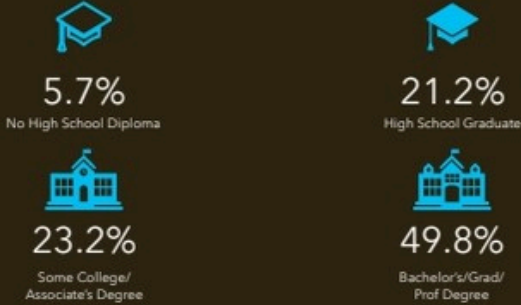 5.7%
No High School Diploma
21.2%
High School Graduate
23.2%
Some College/
Associate's Degree
49.8%
Bachelor's/Grad/
Prof Degree